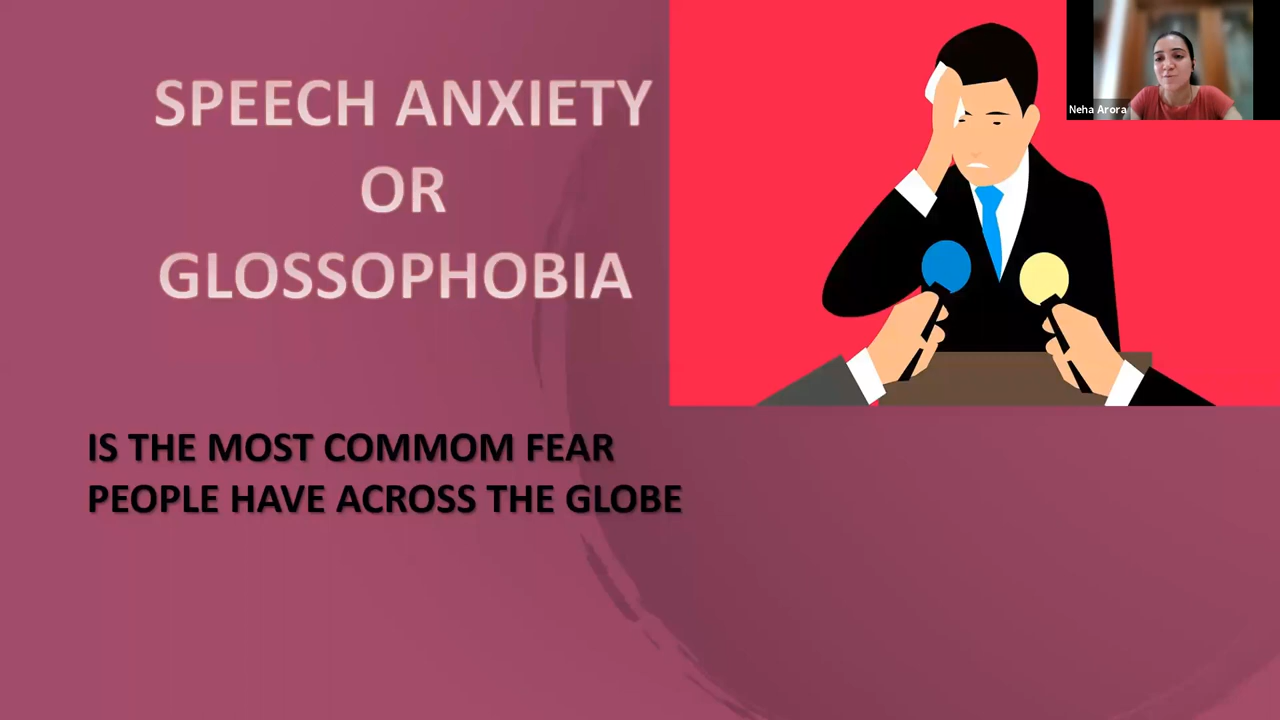 SPEECH ANXIETY
OR
GLOSSOPHOBIA
IS THE MOST COMMOM FEAR
PEOPLE HAVE ACROSS THE GLOBE
Neha Arora